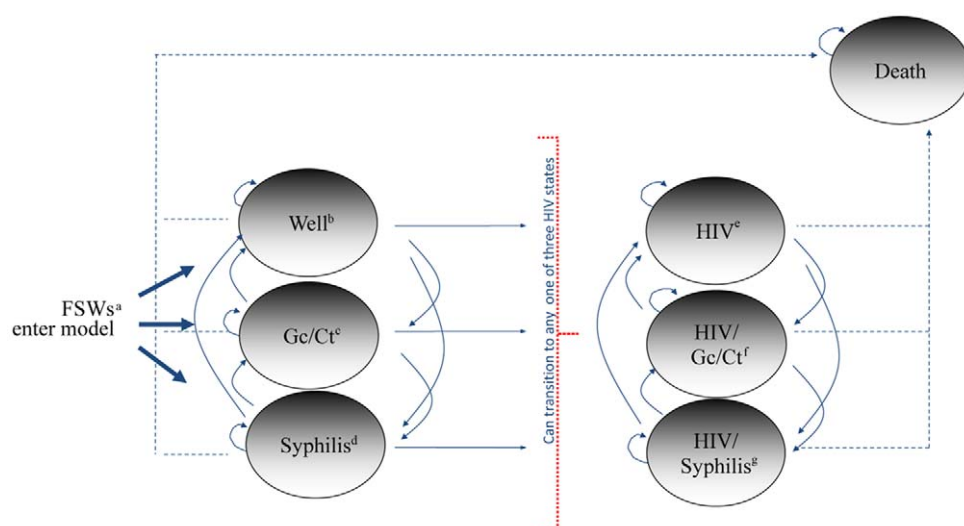 Death
Wellᵇ
HIVᵉ
FSWsᵃ
enter model
Gc/Ctᶜ
Can transition to any one of three HIV states
HIV/
Gc/Ctᶠ
Syphilisᵈ
HIV/
Syphilisᵍ